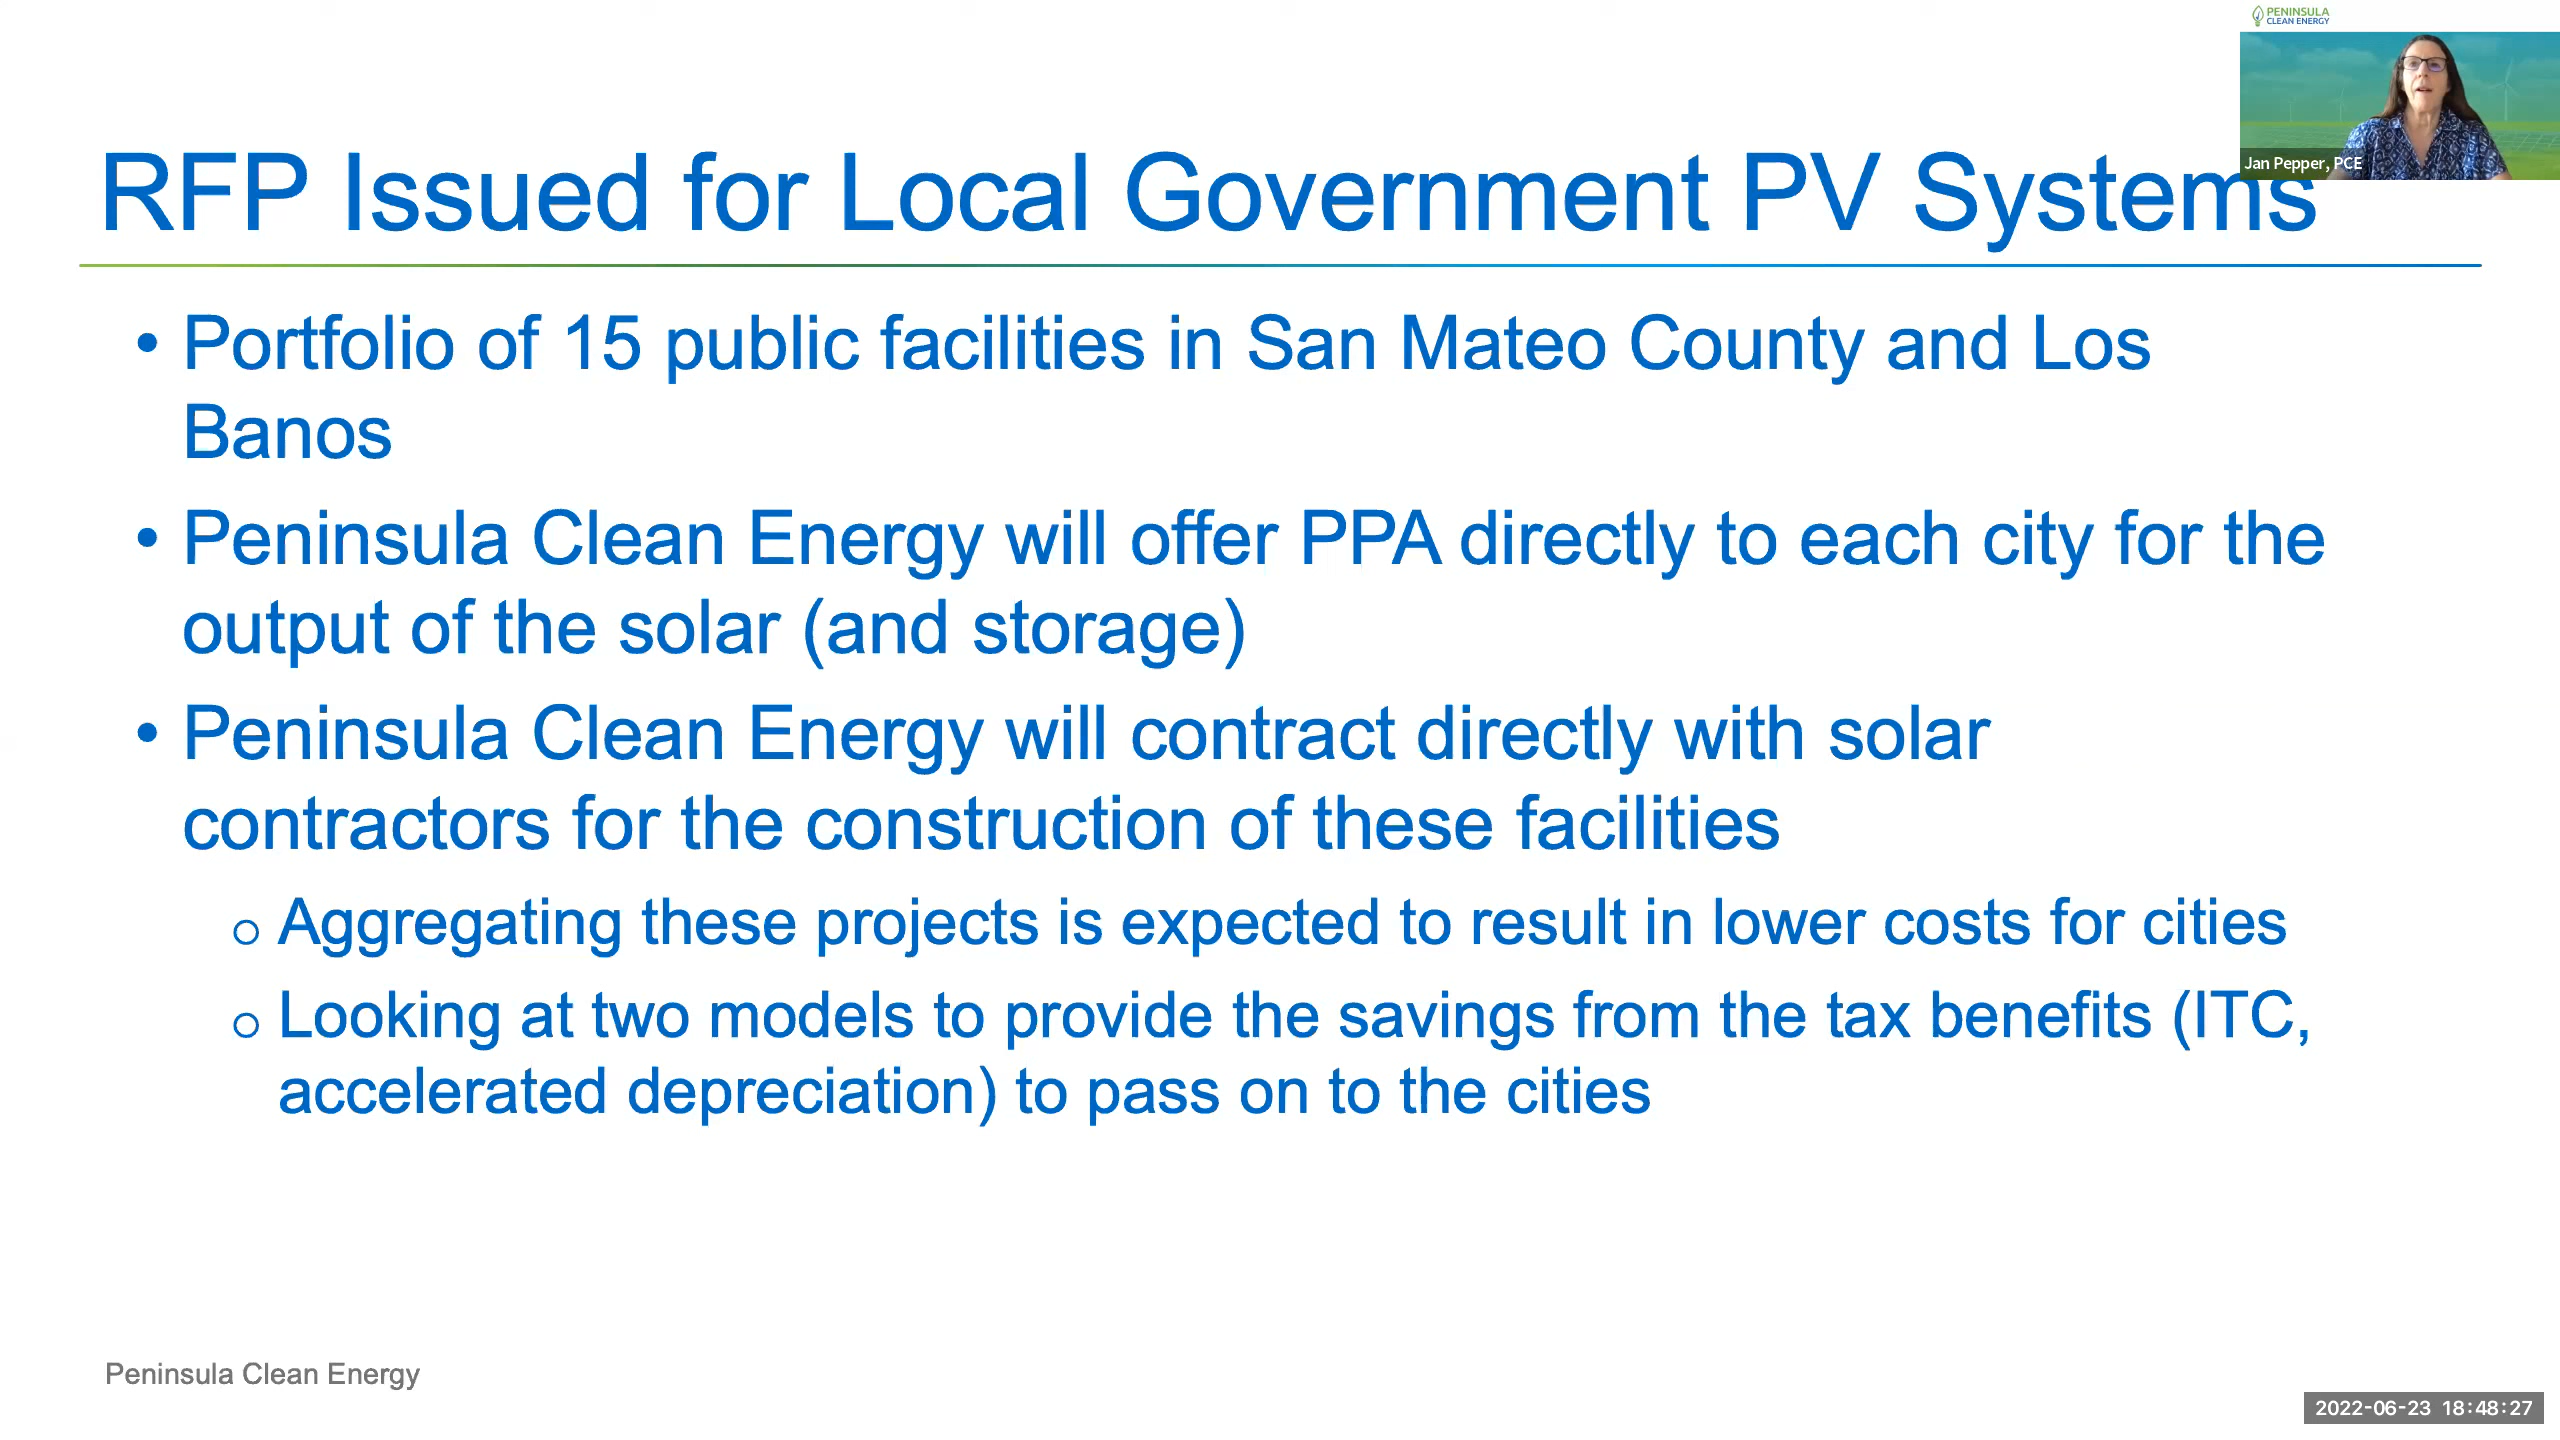 PENINSULA
CLEAN ENERGY
Jan Pepper, PCE
RFP Issued for Local Government PV Systems
• Portfolio of 15 public facilities in San Mateo County and Los
Banos
• Peninsula Clean Energy will offer PPA directly to each city for the
output of the solar (and storage)
• Peninsula Clean Energy will contract directly with solar
contractors for the construction of these facilities
o Aggregating these projects is expected to result in lower costs for cities
o Looking at two models to provide the savings from the tax benefits (ITC,
accelerated depreciation) to pass on to the cities
Peninsula Clean Energy
2022-06-23 18:48:27